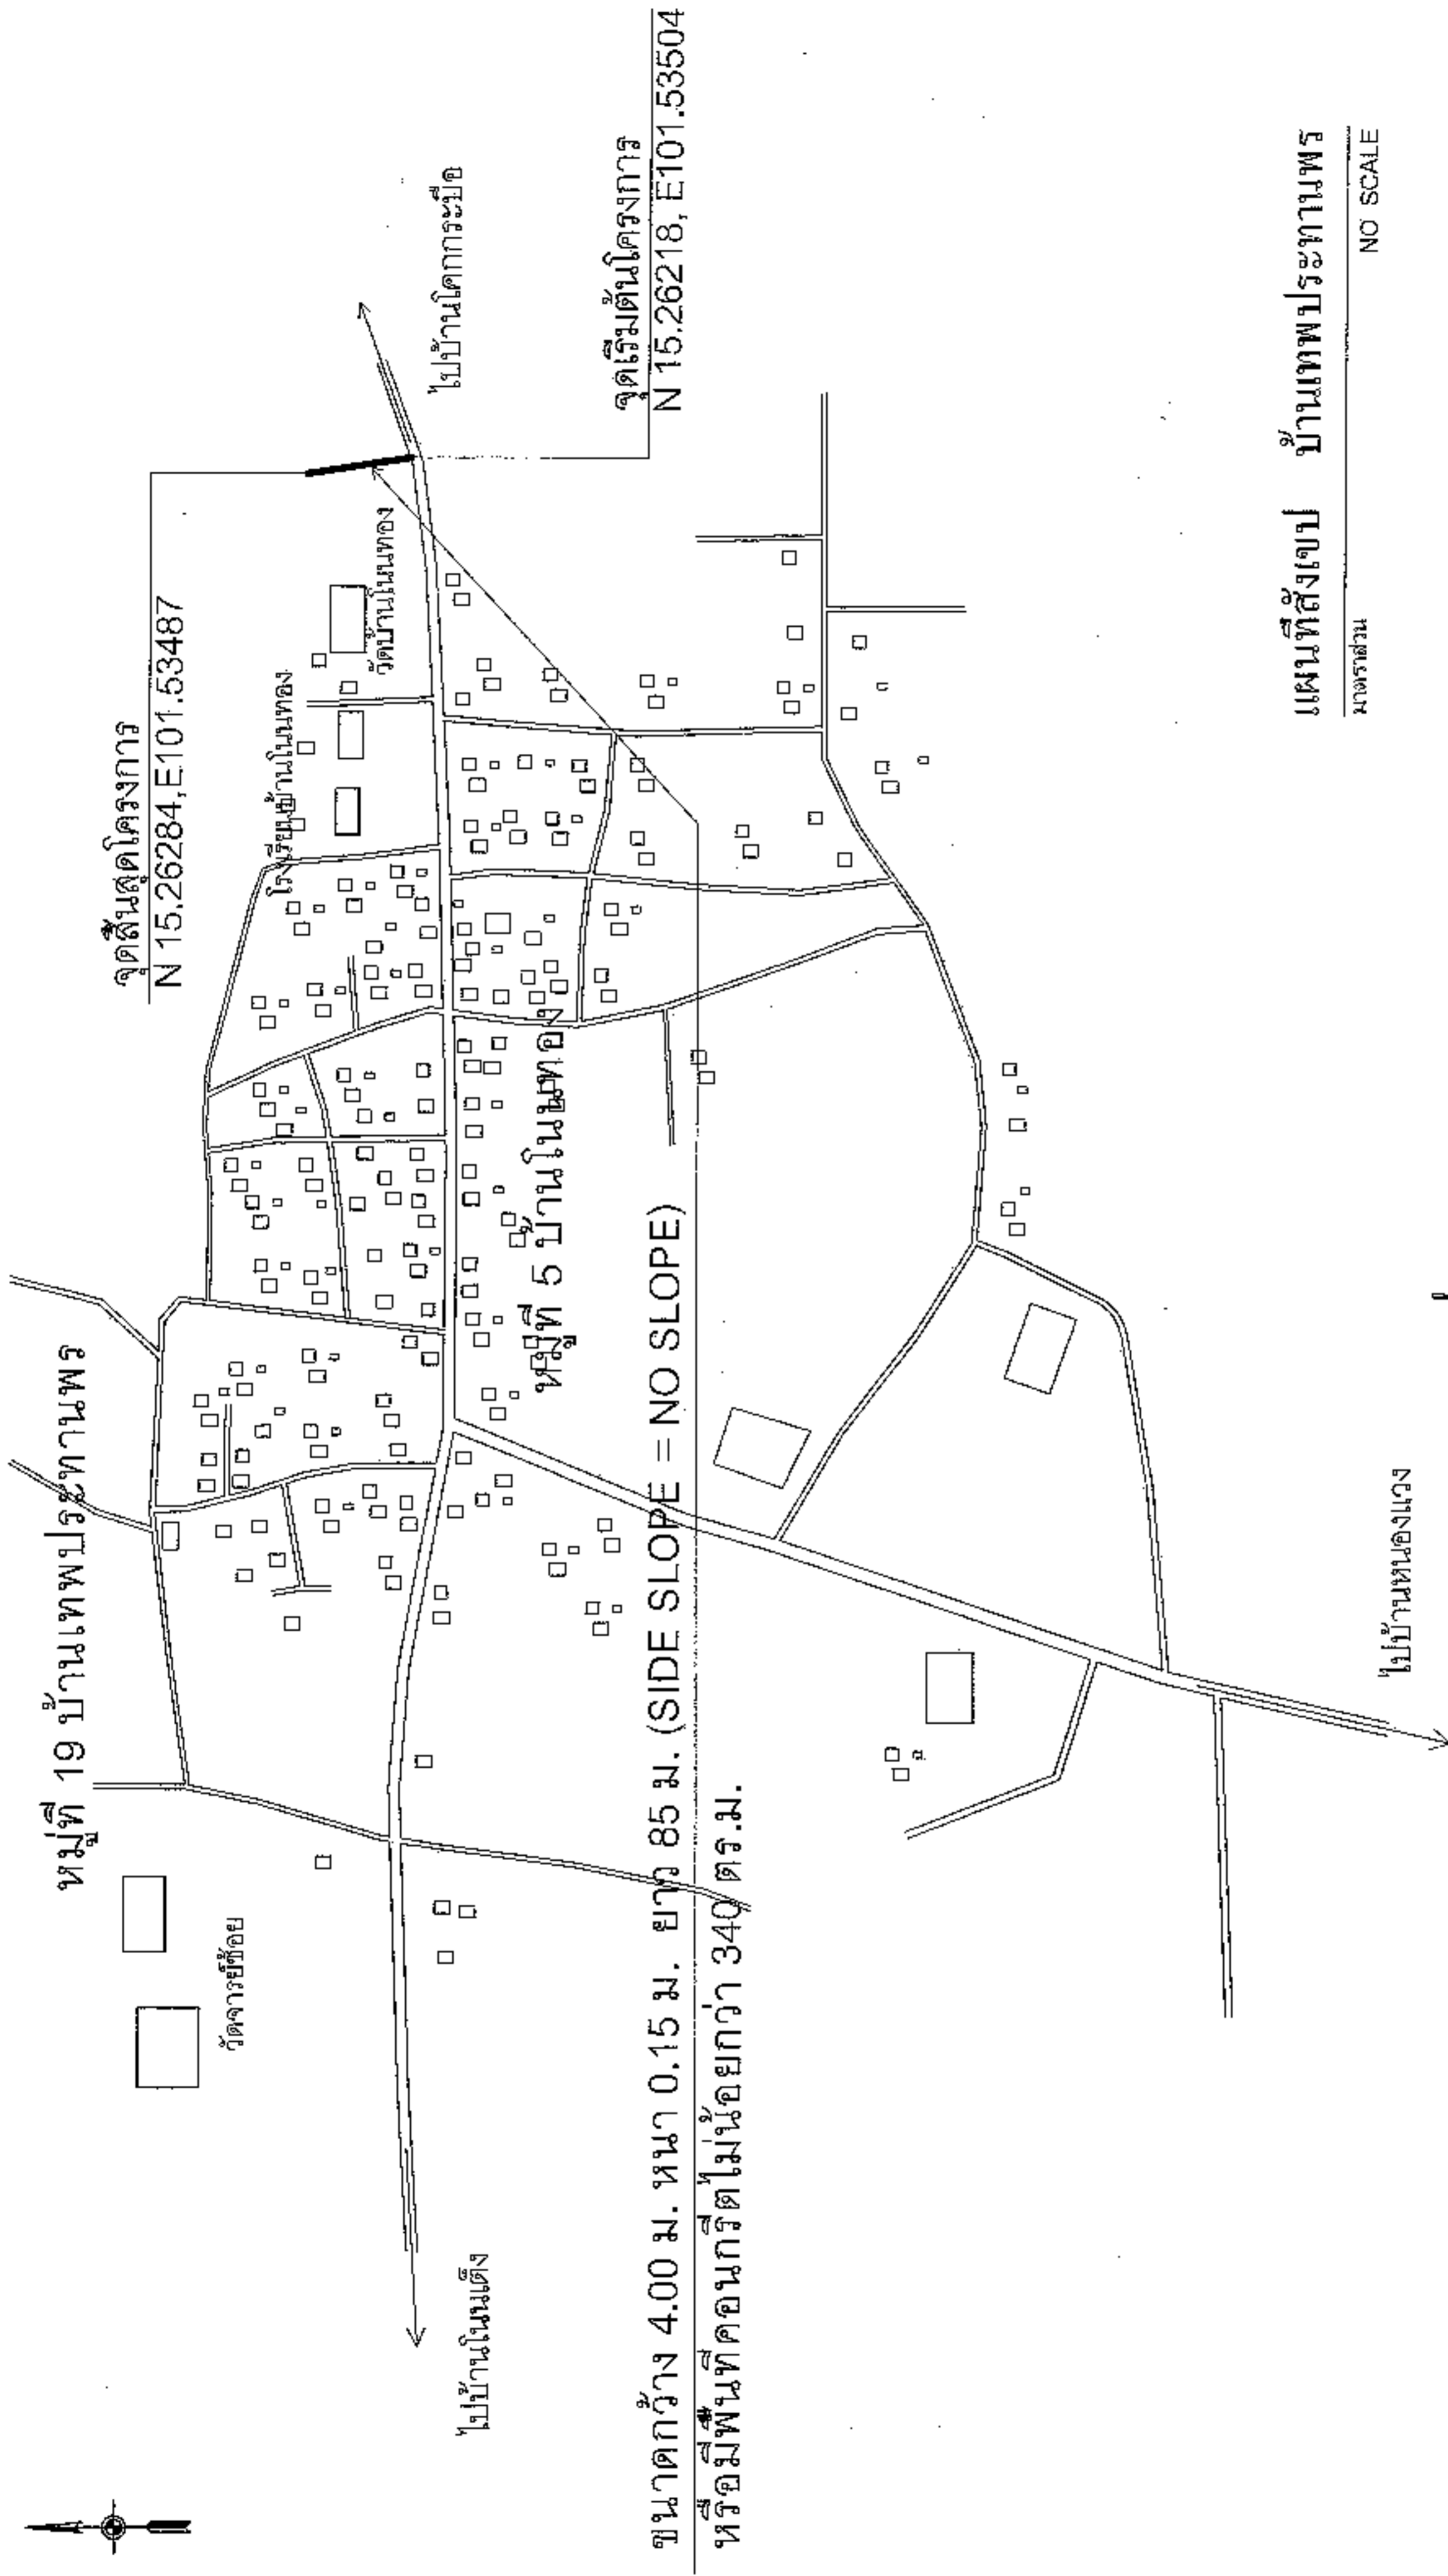 หมู่ที่ 19 บ้านเทพประทานพร
จุดสิ้นสุดโครงการ
N 15.26284,E101.53487
วัดจารย์ช้อย
โรงเรียนบ้านโนนทอง
วัดบ้านโนนทอง
ไปบ้านโนนเต็ง
ไปบ้านโคกกระบือ
หมู่ที่ 5 บ้านโนนทอง
จุดเริ่มต้นโครงการ
N 15.26218, E101.53504
ขนาดกว้าง 4.00 ม. หนา 0.15 ม. ยาว 85 ม. (SIDE SLOPE = NO SLOPE)
หรือมีพื้นที่คอนกรีตไม่น้อยกว่า 340 ตร.ม.
ไปบ้านหนองแวง
แผนที่สังเขป บ้านเทพประทานพร
มาตราส่วน NO SCALE